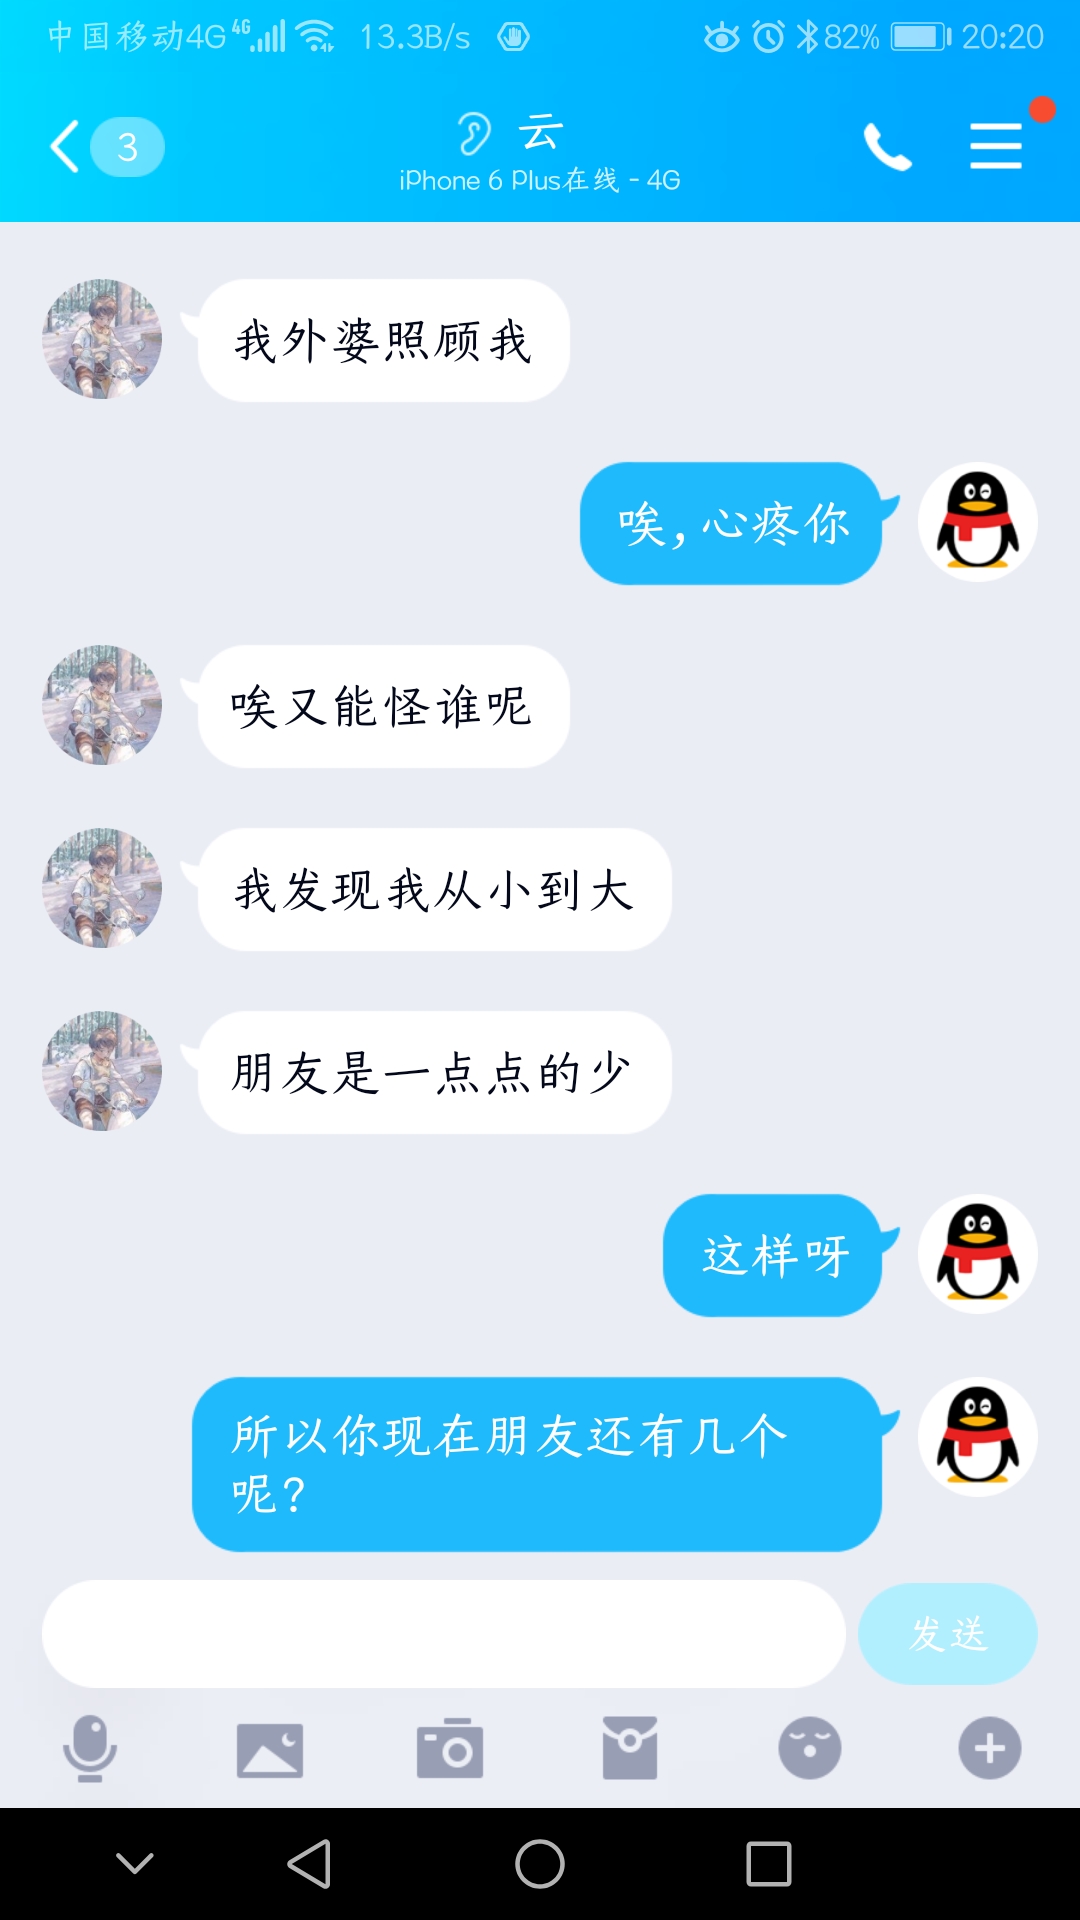 中国移动4G 4G 13.3B/s 82% 20:20
3 云
iPhone 6 Plus在线 - 4G
我外婆照顾我
唉,心疼你
唉又能怪谁呢
我发现我从小到大
朋友是一点点的少
这样呀
所以你现在朋友还有几个
呢?
发送